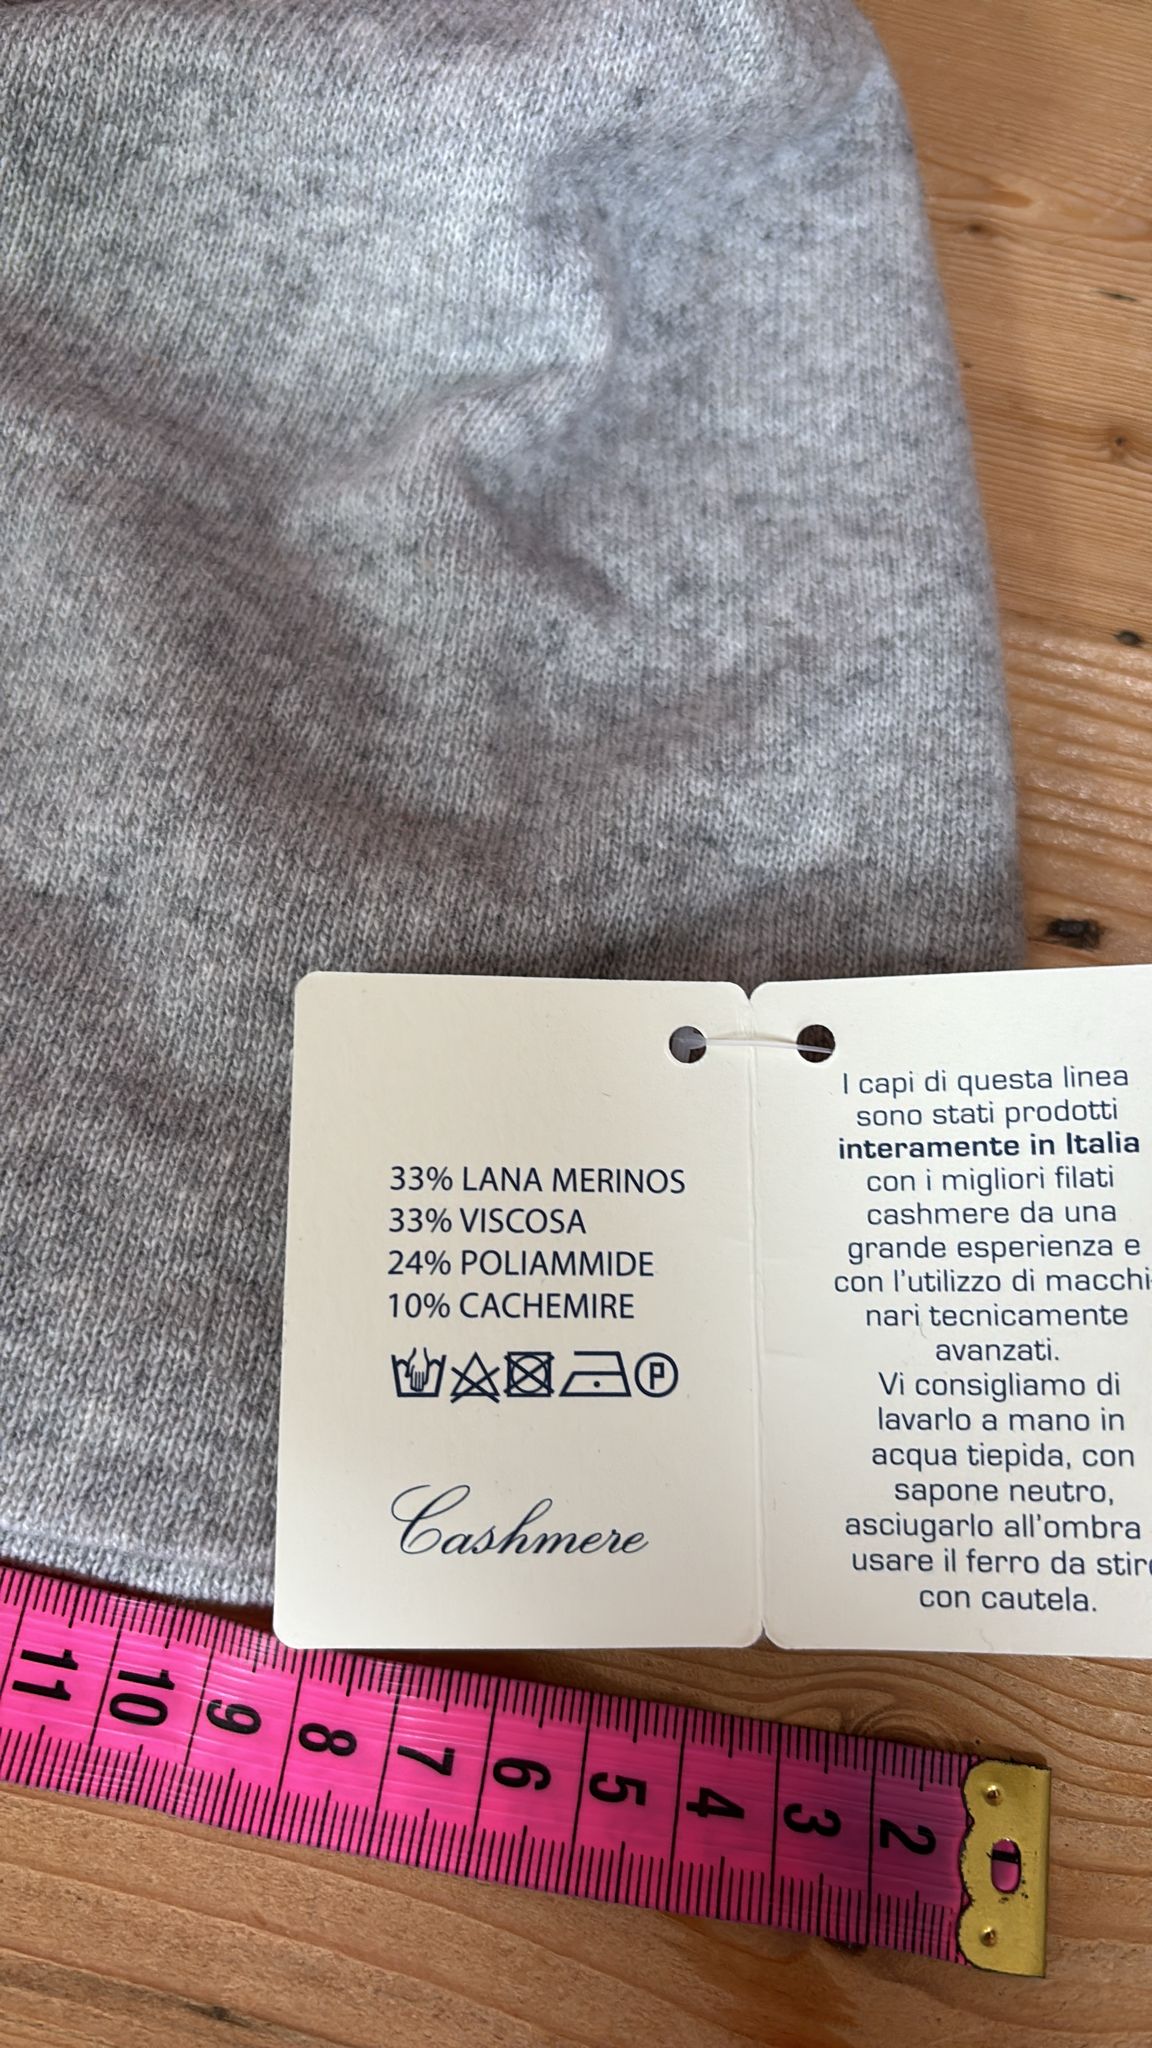 33% LANA MERINOS
33% VISCOSA
24% POLIAMMIDE
10% CACHEMIRE
P
Cashmere
I capi di questa linea
sono stati prodotti
interamente in Italia
con i migliori filati
cashmere da una
grande esperienza e
con l'utilizzo di macchi-
nari tecnicamente
avanzati.
Vi consigliamo di
lavarlo a mano in
acqua tiepida, con
sapone neutro,
asciugarlo all'ombra
usare il ferro da stiro
con cautela.
11 10 9 8 7 6 5 4 3 2 1